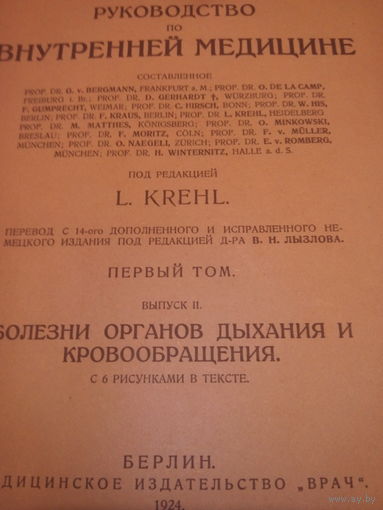 РУКОВОДСТВО
ПО
ВНУТРЕННЕЙ МЕДИЦИНЕ
СОСТАВЛЕННОЕ
PROF. DR. G. v. BERGMANN, FRANKFURT a. M.; PROF. DR. O. DE LA CAMP,
FREIBURG i. Br.; PROF. DR. D. GERHARDT †, WÜRZBURG; PROF. DR.
F. GUMPRECHT, WEIMAR; PROF. DR. C. HIRSCH, BONN; PROF. DR. W. HIS,
BERLIN; PROF. DR. F. KRAUS, BERLIN; PROF. DR. L. KREHL, HEIDELBERG
PROF. DR. M. MATTHES, KÖNIGSBERG; PROF. DR. O. MINKOWSKI,
BRESLAU; PROF. DR. F. MORITZ, CÖLN; PROF. DR. F. v. MÜLLER,
MÜNCHEN; PROF. DR. O. NAEGELI, ZÜRICH; PROF. DR. E. v. ROMBERG,
MÜNCHEN; PROF. DR. H. WINTERNITZ, HALLE a. d. S.
ПОД РЕДАКЦИЕЙ
L. KREHL.
ПЕРЕВОД С 14-ого ДОПОЛНЕННОГО И ИСПРАВЛЕННОГО НЕ-
МЕЦКОГО ИЗДАНИЯ ПОД РЕДАКЦИЕЙ Д-РА В. Н. ЛЫЗЛОВА.
ПЕРВЫЙ ТОМ.
ВЫПУСК II.
БОЛЕЗНИ ОРГАНОВ ДЫХАНИЯ И
КРОВООБРАЩЕНИЯ.
С 6 РИСУНКАМИ В ТЕКСТЕ.
БЕРЛИН.
ДИЦИНСКОЕ ИЗДАТЕЛЬСТВО „ВРАЧ".
1924.
ay.by